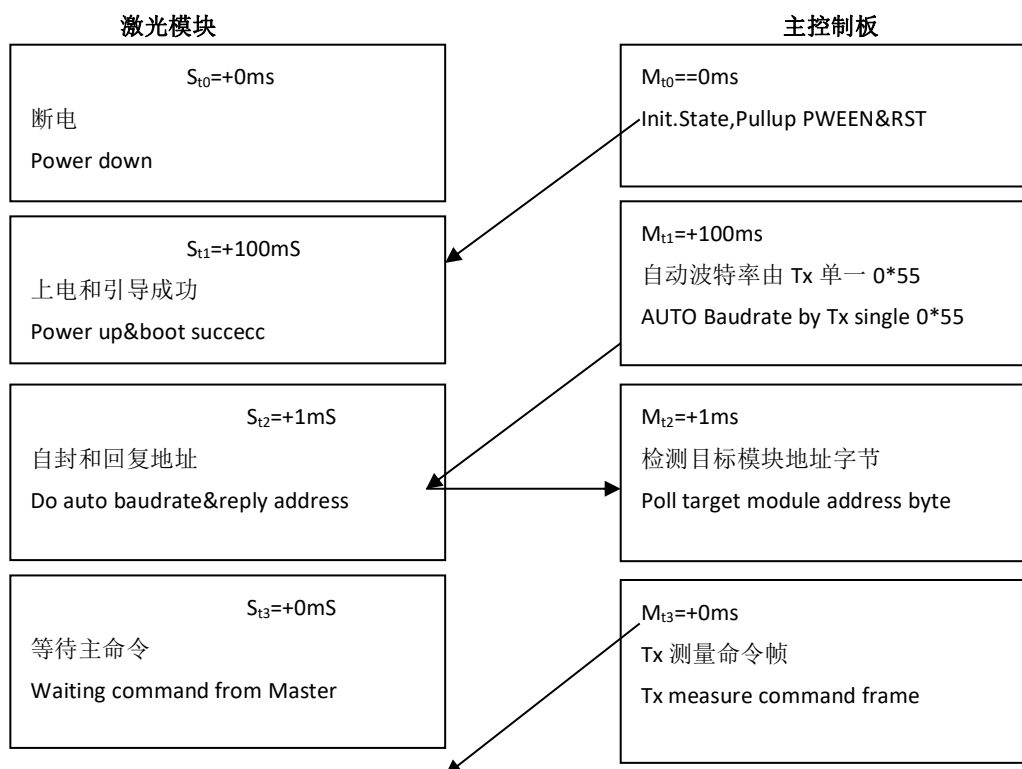 激光模块
主控制板
St0=+0ms
断电
Power down
Mt0==0ms
Init.State,Pullup PWEEN&RST
St1=+100mS
上电和引导成功
Power up&boot succecc
Mt1=+100ms
自动波特率由 Tx 单一 0*55
AUTO Baudrate by Tx single 0*55
St2=+1mS
自封和回复地址
Do auto baudrate&reply address
Mt2=+1ms
检测目标模块地址字节
Poll target module address byte
St3=+0mS
等待主命令
Waiting command from Master
Mt3=+0ms
Tx 测量命令帧
Tx measure command frame